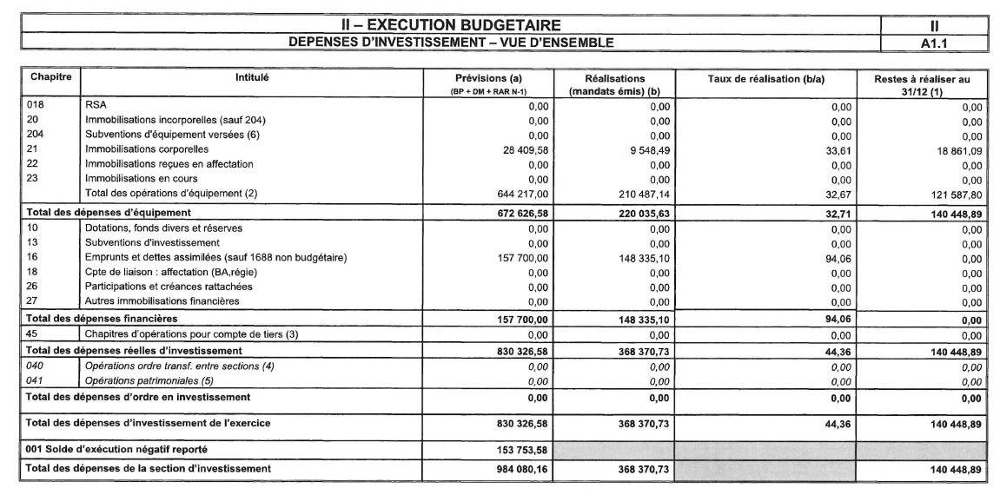 II – EXECUTION BUDGETAIRE II
DEPENSES D'INVESTISSEMENT – VUE D'ENSEMBLE A1.1
Chapitre Intitulé Prévisions (a) Réalisations Taux de réalisation (b/a) Restes à réaliser au
(BP + DM + RAR N-1) (mandats émis) (b) 31/12 (1)
018 RSA 0,00 0,00 0,00 0,00
20 Immobilisations incorporelles (sauf 204) 0,00 0,00 0,00 0,00
204 Subventions d'équipement versées (6) 0,00 0,00 0,00 0,00
21 Immobilisations corporelles 28 409,58 9 548,49 33,61 18 861,09
22 Immobilisations reçues en affectation 0,00 0,00 0,00 0,00
23 Immobilisations en cours 0,00 0,00 0,00 0,00
Total des opérations d'équipement (2) 644 217,00 210 487,14 32,67 121 587,80
Total des dépenses d'équipement 672 626,58 220 035,63 32,71 140 448,89
10 Dotations, fonds divers et réserves 0,00 0,00 0,00 0,00
13 Subventions d'investissement 0,00 0,00 0,00 0,00
16 Emprunts et dettes assimilées (sauf 1688 non budgétaire) 157 700,00 148 335,10 94,06 0,00
18 Cpte de liaison : affectation (BA,régie) 0,00 0,00 0,00 0,00
26 Participations et créances rattachées 0,00 0,00 0,00 0,00
27 Autres immobilisations financières 0,00 0,00 0,00 0,00
Total des dépenses financières 157 700,00 148 335,10 94,06 0,00
45 Chapitres d'opérations pour compte de tiers (3) 0,00 0,00 0,00 0,00
Total des dépenses réelles d'investissement 830 326,58 368 370,73 44,36 140 448,89
040 Opérations ordre transf. entre sections (4) 0,00 0,00 0,00 0,00
041 Opérations patrimoniales (5) 0,00 0,00 0,00 0,00
Total des dépenses d'ordre en investissement 0,00 0,00 0,00 0,00
Total des dépenses d'investissement de l'exercice 830 326,58 368 370,73 44,36 140 448,89
001 Solde d'exécution négatif reporté 153 753,58
Total des dépenses de la section d'investissement 984 080,16 368 370,73 140 448,89